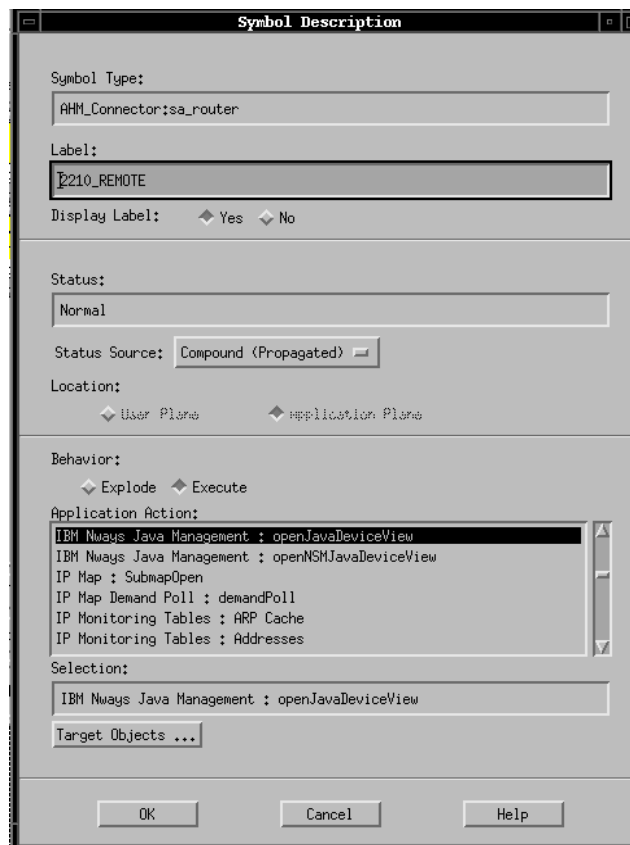 Symbol Description
Symbol Type:
AHM_Connector:sa_router
Label:
2210_REMOTE
Display Label: Yes No
Status:
Normal
Status Source: Compound (Propagated)
Location:
User Plane Application Plane
Behavior:
Explode Execute
Application Action:
IBM Nways Java Management : openJavaDeviceView
IBM Nways Java Management : openNSMJavaDeviceView
IP Map : SubmapOpen
IP Map Demand Poll : demandPoll
IP Monitoring Tables : ARP Cache
IP Monitoring Tables : Addresses
Selection:
IBM Nways Java Management : openJavaDeviceView
Target Objects ...
OK Cancel Help